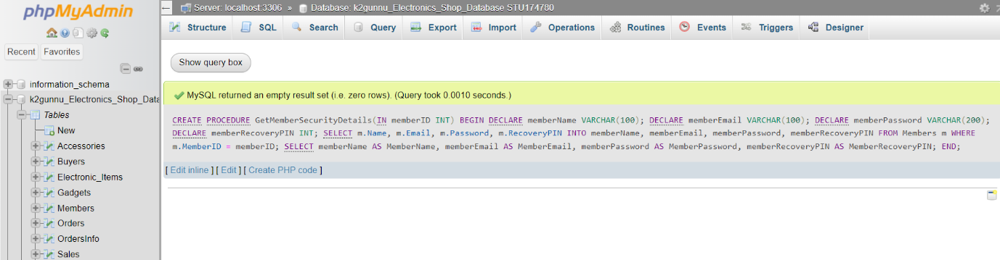 phpMyAdmin
Recent Favorites
information_schema
k2gunnu_Electronics_Shop_Data
Tables
New
Accessories
Buyers
Electronic_Items
Gadgets
Members
Orders
OrdersInfo
Sales
Server: localhost:3306 » Database: k2gunnu_Electronics_Shop_Database STU174780
Structure SQL Search Query Export Import Operations Routines Events Triggers Designer
Show query box
MySQL returned an empty result set (i.e. zero rows). (Query took 0.0010 seconds.)
CREATE PROCEDURE GetMemberSecurityDetails(IN memberID INT) BEGIN DECLARE memberName VARCHAR(100); DECLARE memberEmail VARCHAR(100); DECLARE memberPassword VARCHAR(200);
DECLARE memberRecoveryPIN INT; SELECT m.Name, m.Email, m.Password, m.RecoveryPIN INTO memberName, memberEmail, memberPassword, memberRecoveryPIN FROM Members m WHERE
m.MemberID = memberID; SELECT memberName AS MemberName, memberEmail AS MemberEmail, memberPassword AS MemberPassword, memberRecoveryPIN AS MemberRecoveryPIN; END;
[ Edit inline ] [ Edit ] [ Create PHP code ]